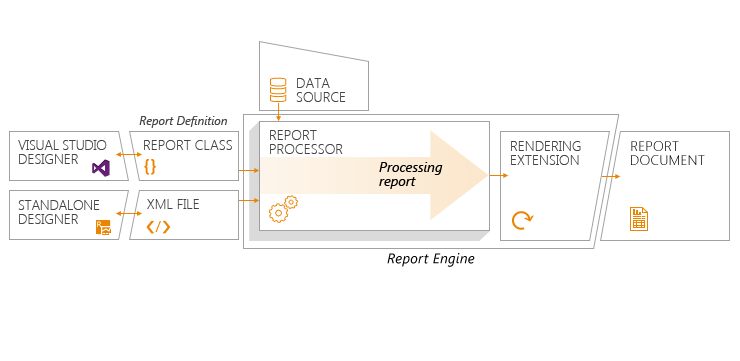 DATA
SOURCE
Report Definition
VISUAL STUDIO
DESIGNER
REPORT CLASS
{}
REPORT
PROCESSOR
Processing
report
RENDERING
EXTENSION
REPORT
DOCUMENT
STANDALONE
DESIGNER
XML FILE
</>
Report Engine